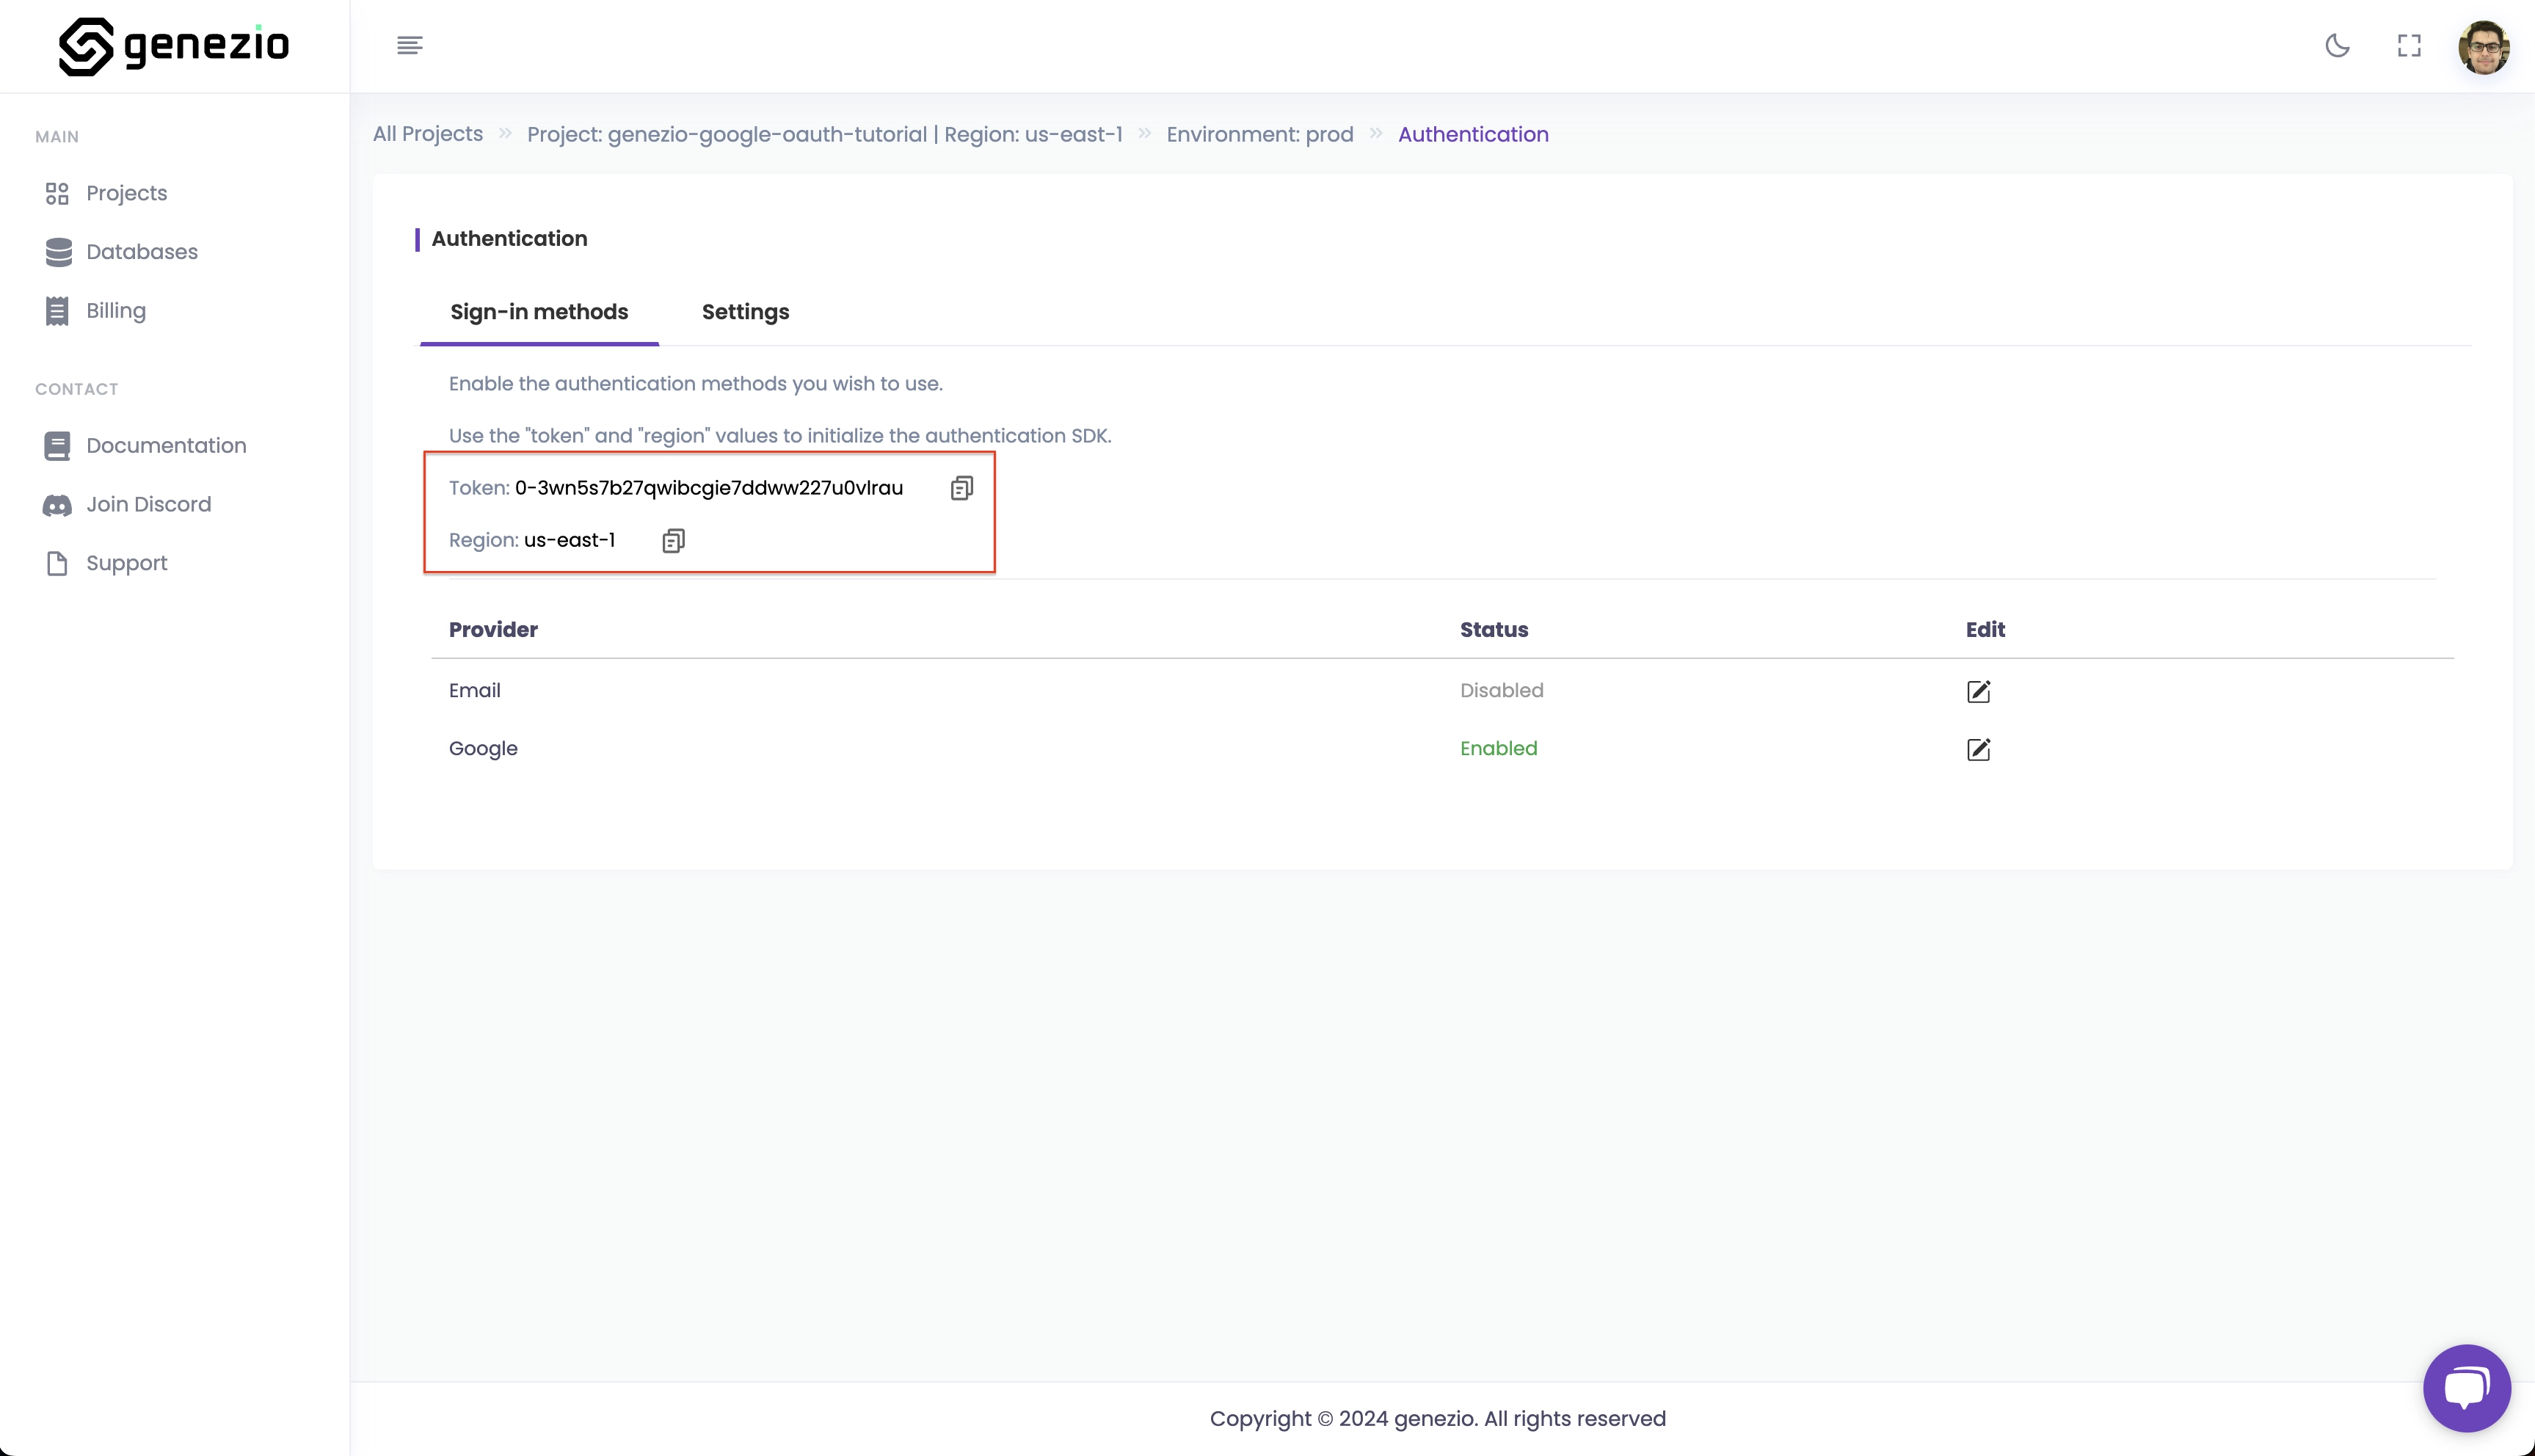 genezio
All Projects » Project: genezio-google-oauth-tutorial | Region: us-east-1 » Environment: prod » Authentication
MAIN
Projects
Databases
Billing
CONTACT
Documentation
Join Discord
Support
Authentication
Sign-in methods Settings
Enable the authentication methods you wish to use.
Use the "token" and "region" values to initialize the authentication SDK.
Token: 0-3wn5s7b27qwibcgie7ddww227u0vlrau
Region: us-east-1
Provider Status Edit
Email Disabled
Google Enabled
Copyright © 2024 genezio. All rights reserved